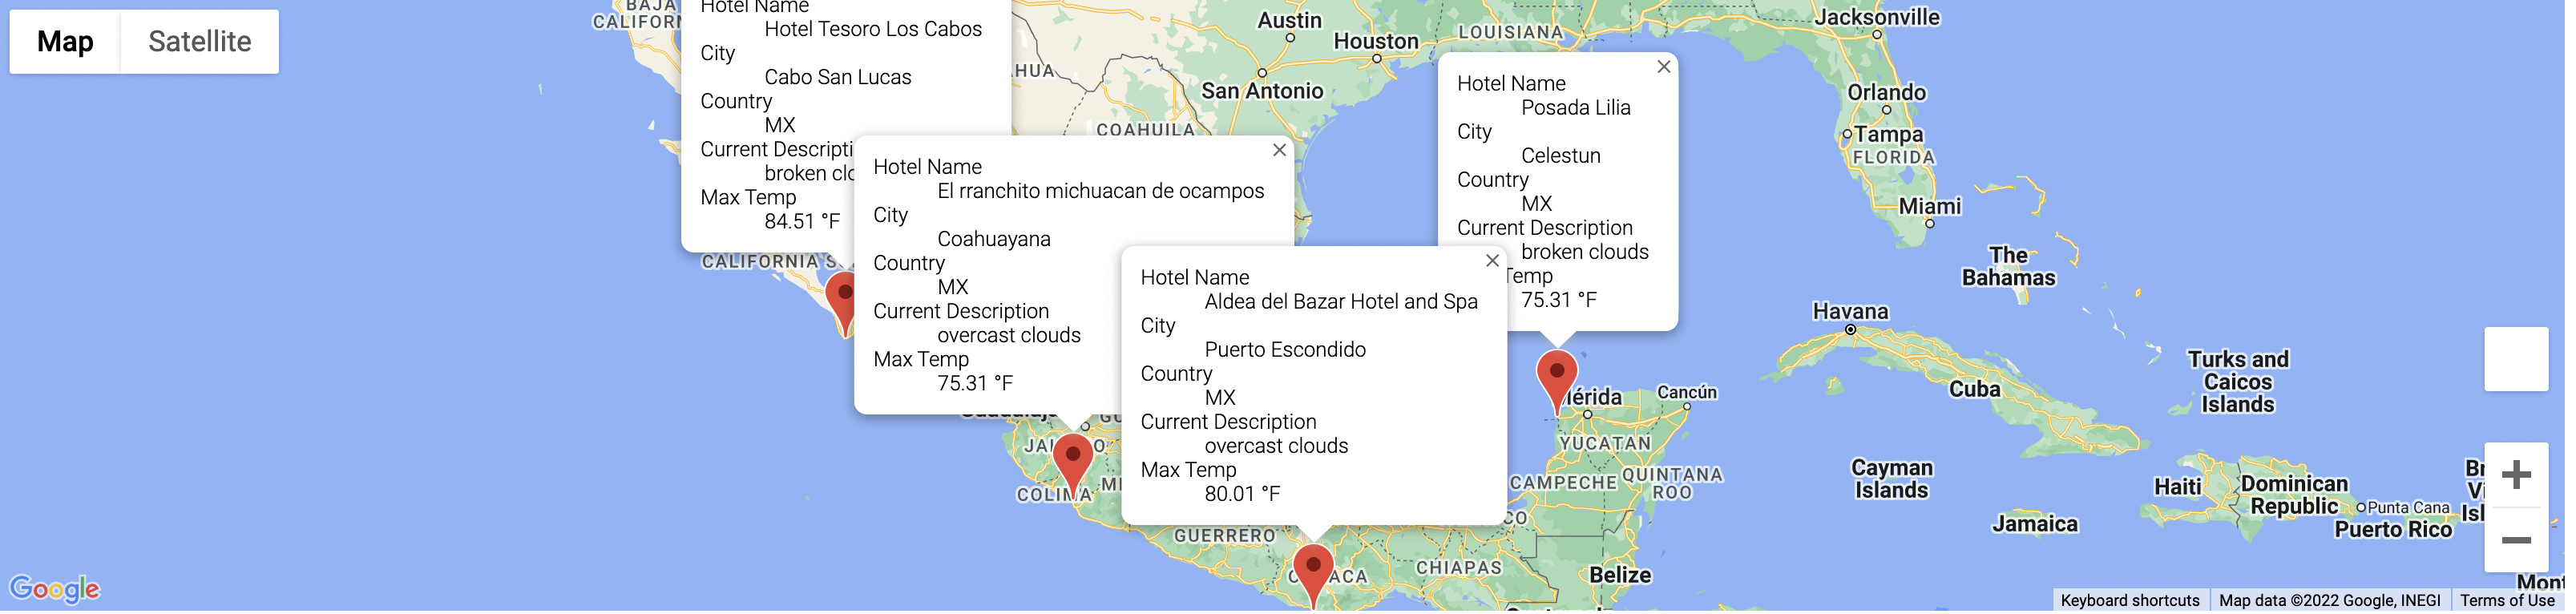 Map
Satellite
Hotel Name
Hotel Tesoro Los Cabos
City
Cabo San Lucas
Country
MX
Current Descripti
broken clo
Max Temp
84.51 °F
Hotel Name
El rranchito michuacan de ocampos
City
Coahuayana
Country
MX
Current Description
overcast clouds
Max Temp
75.31 °F
Hotel Name
Aldea del Bazar Hotel and Spa
City
Puerto Escondido
Country
MX
Current Description
overcast clouds
Max Temp
80.01 °F
Hotel Name
Posada Lilia
City
Celestun
Country
MX
Current Description
broken clouds
Temp
75.31 °F
BAJA
CALIFORN
HUA
COAHUILA
Austin
Houston
San Antonio
LOUISIANA
Jacksonville
Orlando
Tampa
FLORIDA
Miami
The
Bahamas
Havana
Cuba
Turks and
Caicos
Islands
Cayman
Islands
Jamaica
Haiti
Dominican
Republic
Punta Cana
Puerto Rico
CALIFORNIA S
COLIMA
GUERRERO
CHIAPAS
Belize
CAMPECHE
YUCATAN
QUINTANA
ROO
Cancún
érida
Google
Keyboard shortcuts
Map data ©2022 Google, INEGI
Terms of Use